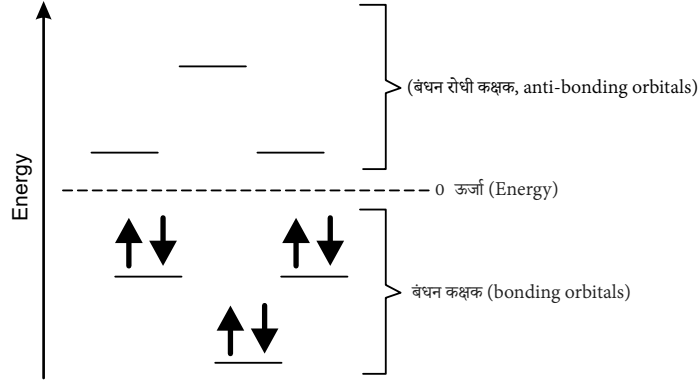 (बंधन रोधी कक्षक, anti-bonding orbitals)
Energy
0 ऊर्जा (Energy)
बंधन कक्षक (bonding orbitals)